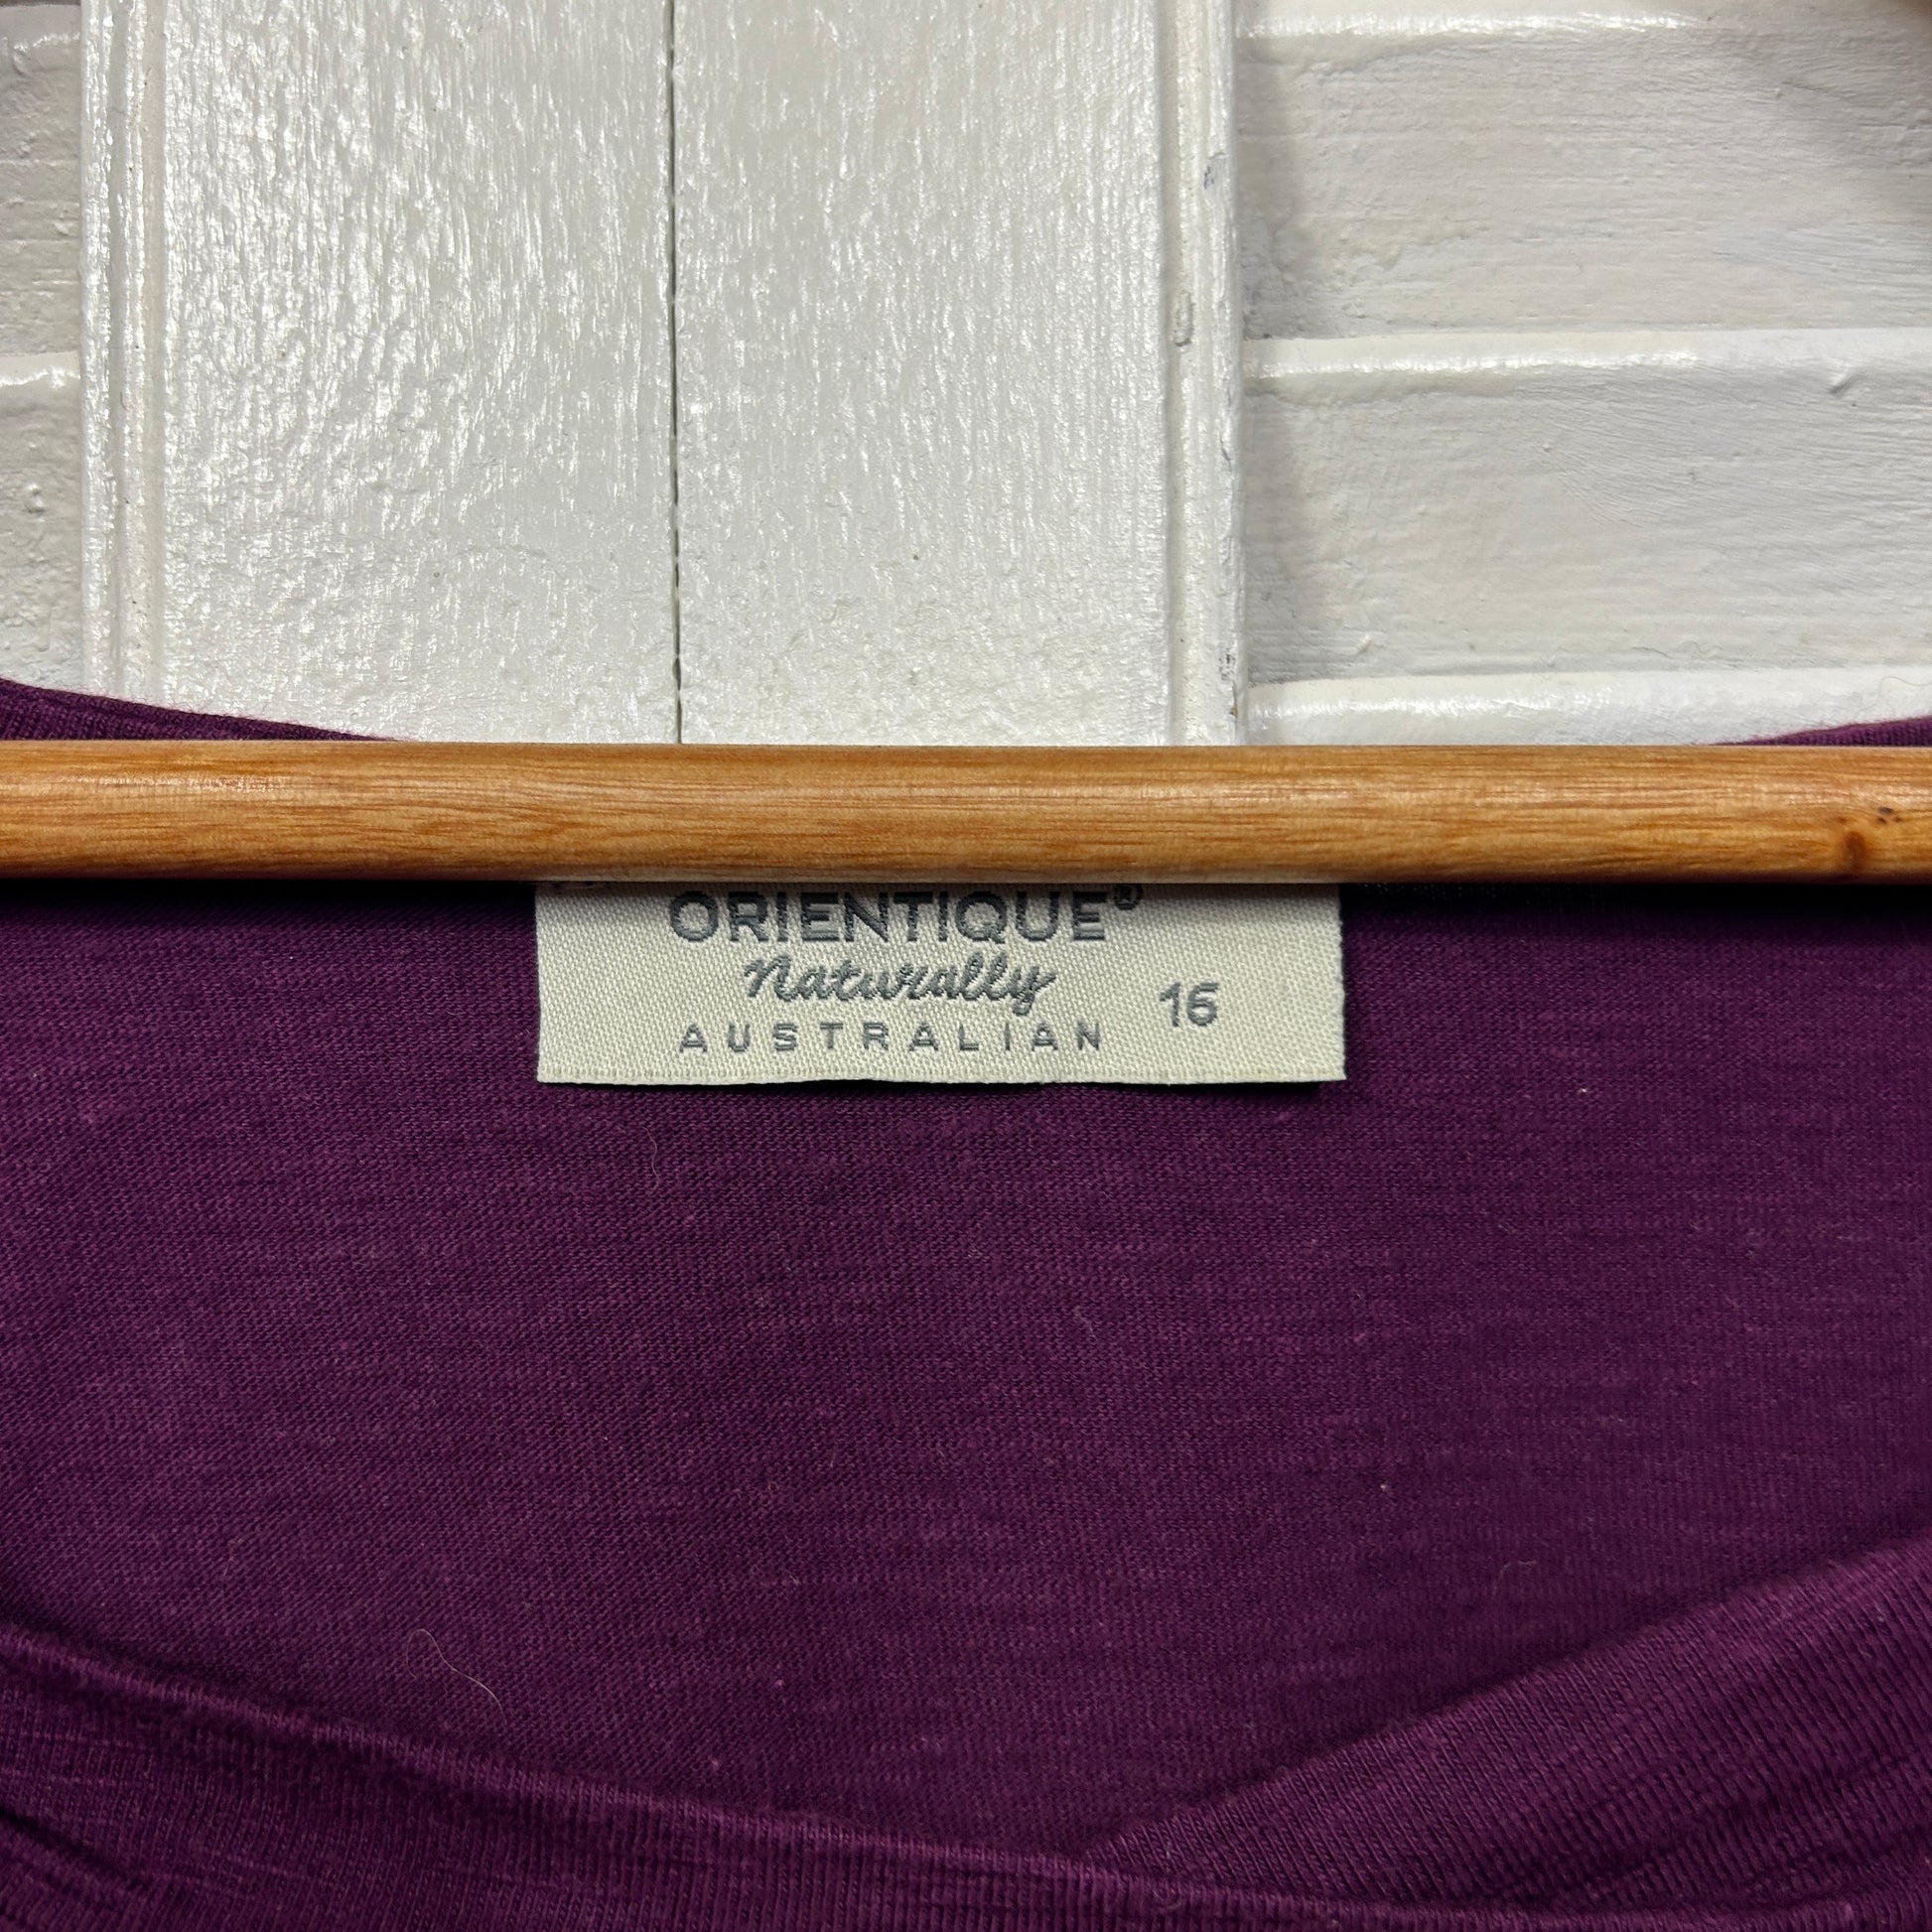 ORIENTIQUE®
Naturally
16
AUSTRALIAN